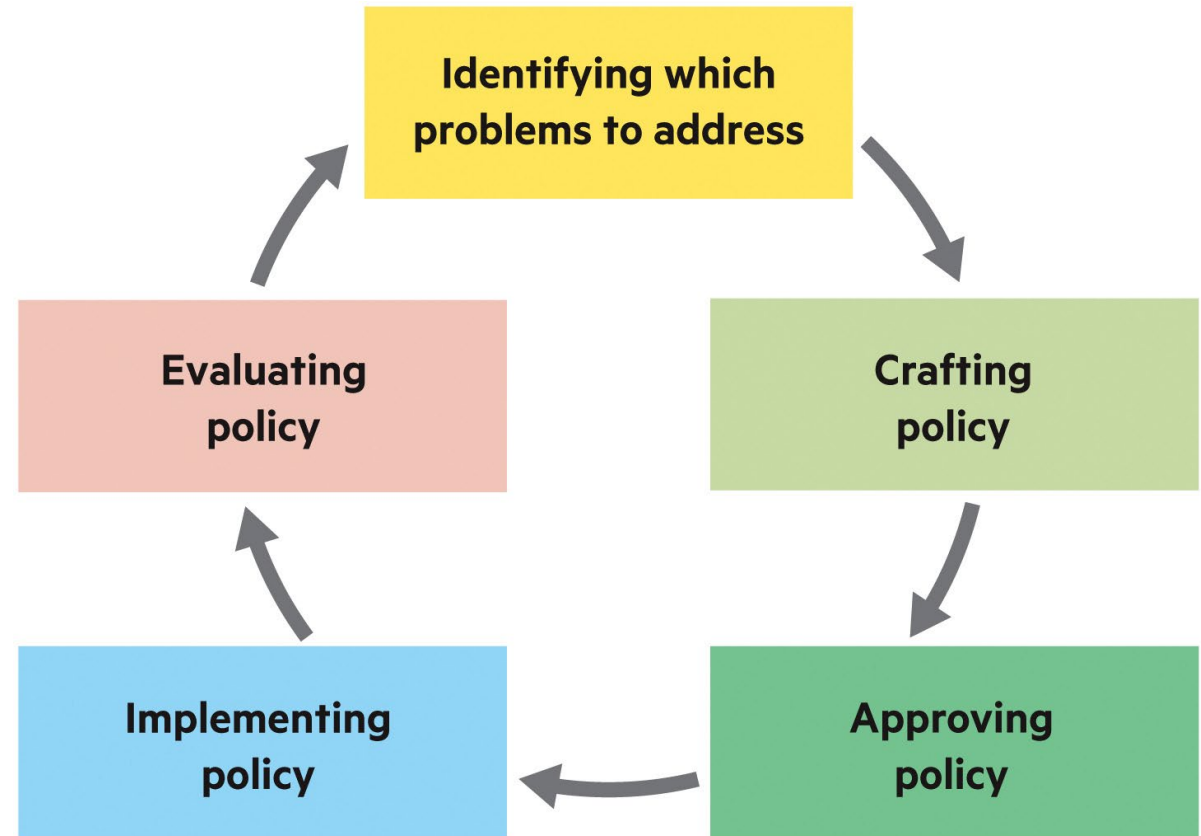 Identifying which
problems to address
Crafting
policy
Approving
policy
Implementing
policy
Evaluating
policy